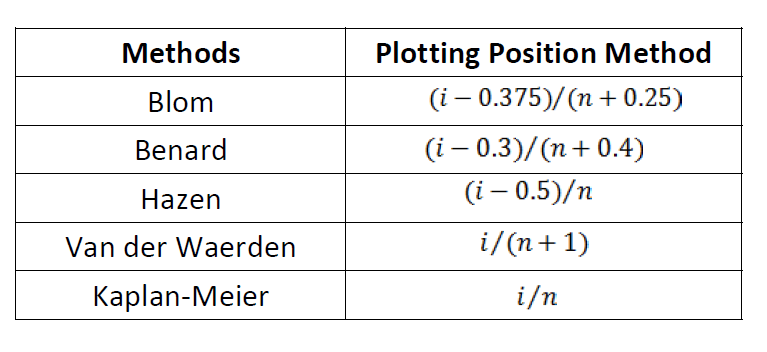 Methods Plotting Position Method
Blom (i − 0.375)/(n + 0.25)
Benard (i − 0.3)/(n + 0.4)
Hazen (i − 0.5)/n
Van der Waerden i/(n + 1)
Kaplan-Meier i/n